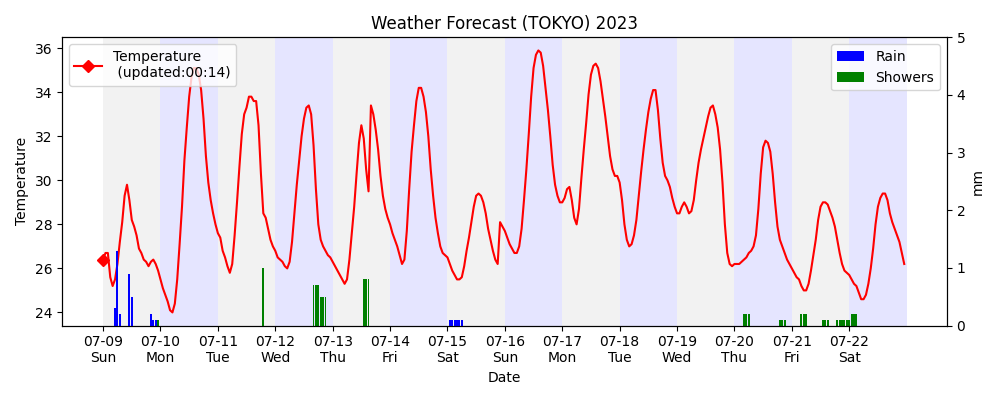 Weather Forecast (TOKYO) 2023
Temperature
(updated:00:14)
Rain
Showers
Temperature
36
34
32
30
28
26
24
5
4
3
2
1
0
mm
07-09 07-10 07-11 07-12 07-13 07-14 07-15 07-16 07-17 07-18 07-19 07-20 07-21 07-22
Sun Mon Tue Wed Thu Fri Sat Sun Mon Tue Wed Thu Fri Sat
Date